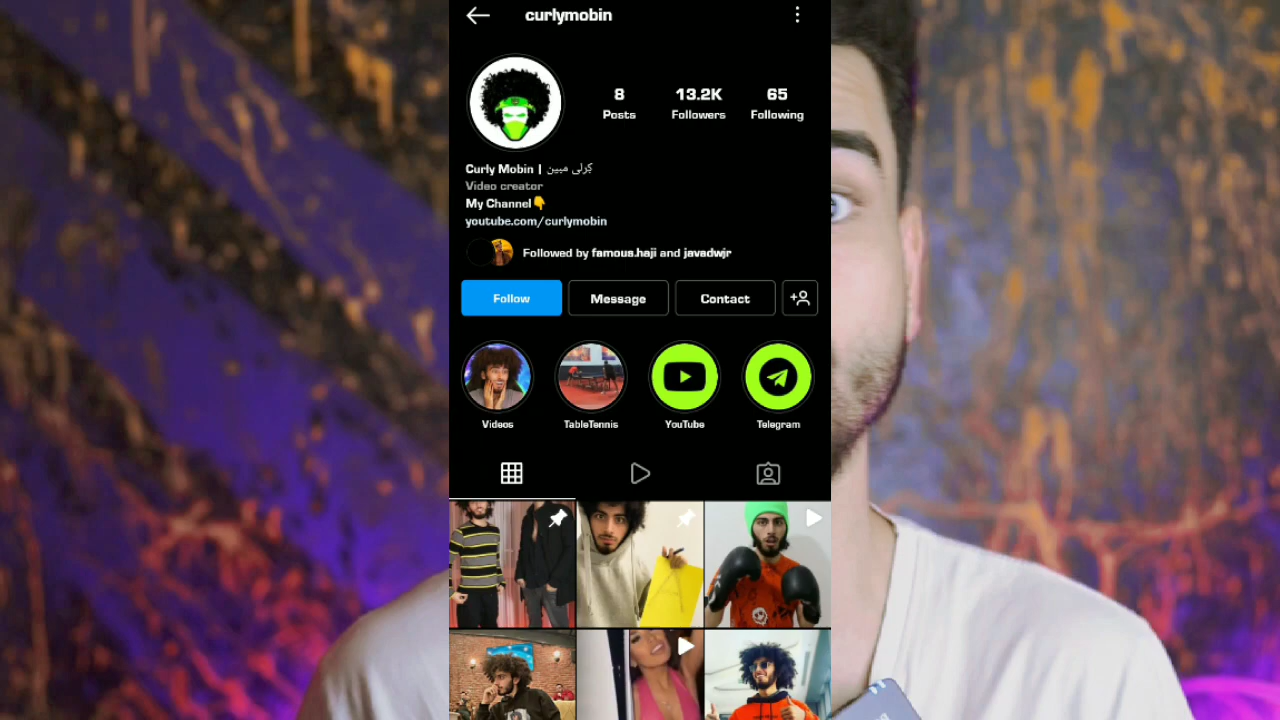 curlymobin
8 13.2K 65
Posts Followers Following
Curly Mobin | کِرلی مبین
Video creator
My Channel👇
youtube.com/curlymobin
Followed by famous.haji and javadwjr
Follow Message Contact
Videos TableTennis YouTube Telegram